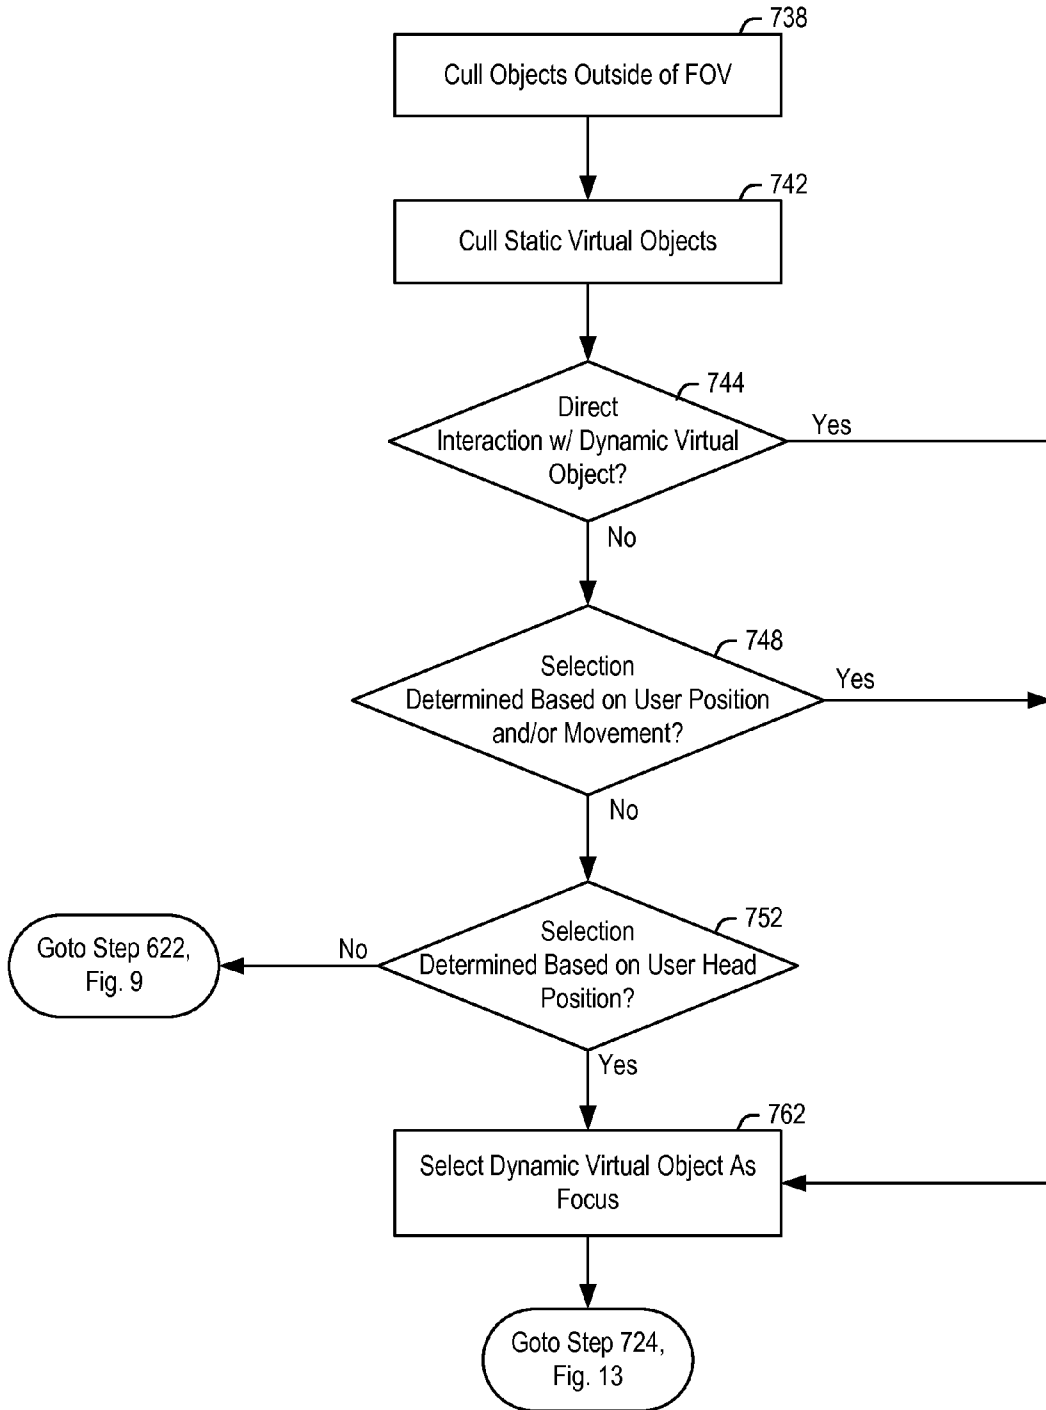 738
Cull Objects Outside of FOV
742
Cull Static Virtual Objects
744
Direct
Interaction w/ Dynamic Virtual
Object?
Yes
No
748
Selection
Determined Based on User Position
and/or Movement?
Yes
No
752
Selection
Determined Based on User Head
Position?
No
Goto Step 622,
Fig. 9
Yes
762
Select Dynamic Virtual Object As
Focus
Goto Step 724,
Fig. 13